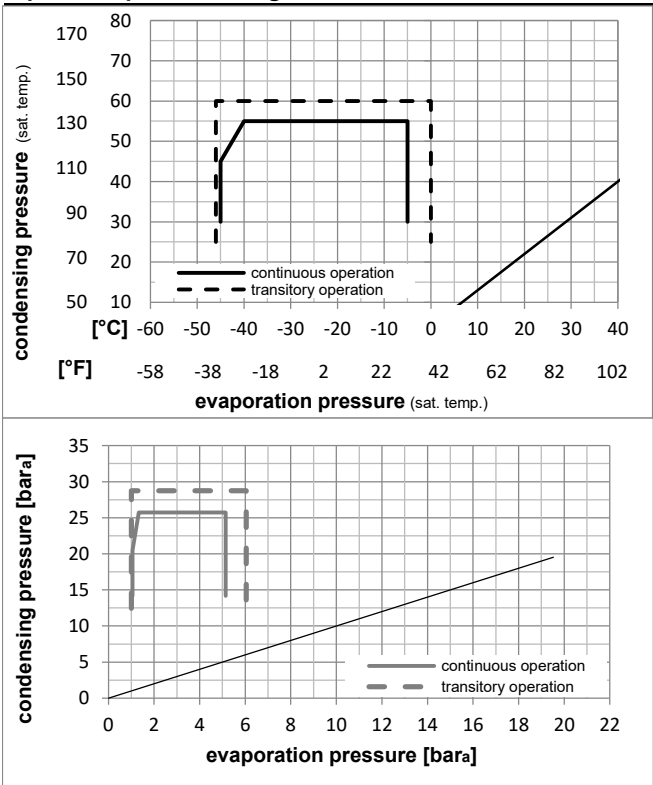 170 80
70
150
60
130
50
110
40
90
30
70
20
50 10
condensing pressure (sat. temp.)
continuous operation
transitory operation
[°C] -60 -50 -40 -30 -20 -10 0 10 20 30 40
[°F] -58 -38 -18 2 22 42 62 82 102
evaporation pressure (sat. temp.)
35
30
25
20
15
10
5
0
condensing pressure [bara]
continuous operation
transitory operation
0 2 4 6 8 10 12 14 16 18 20 22
evaporation pressure [bara]